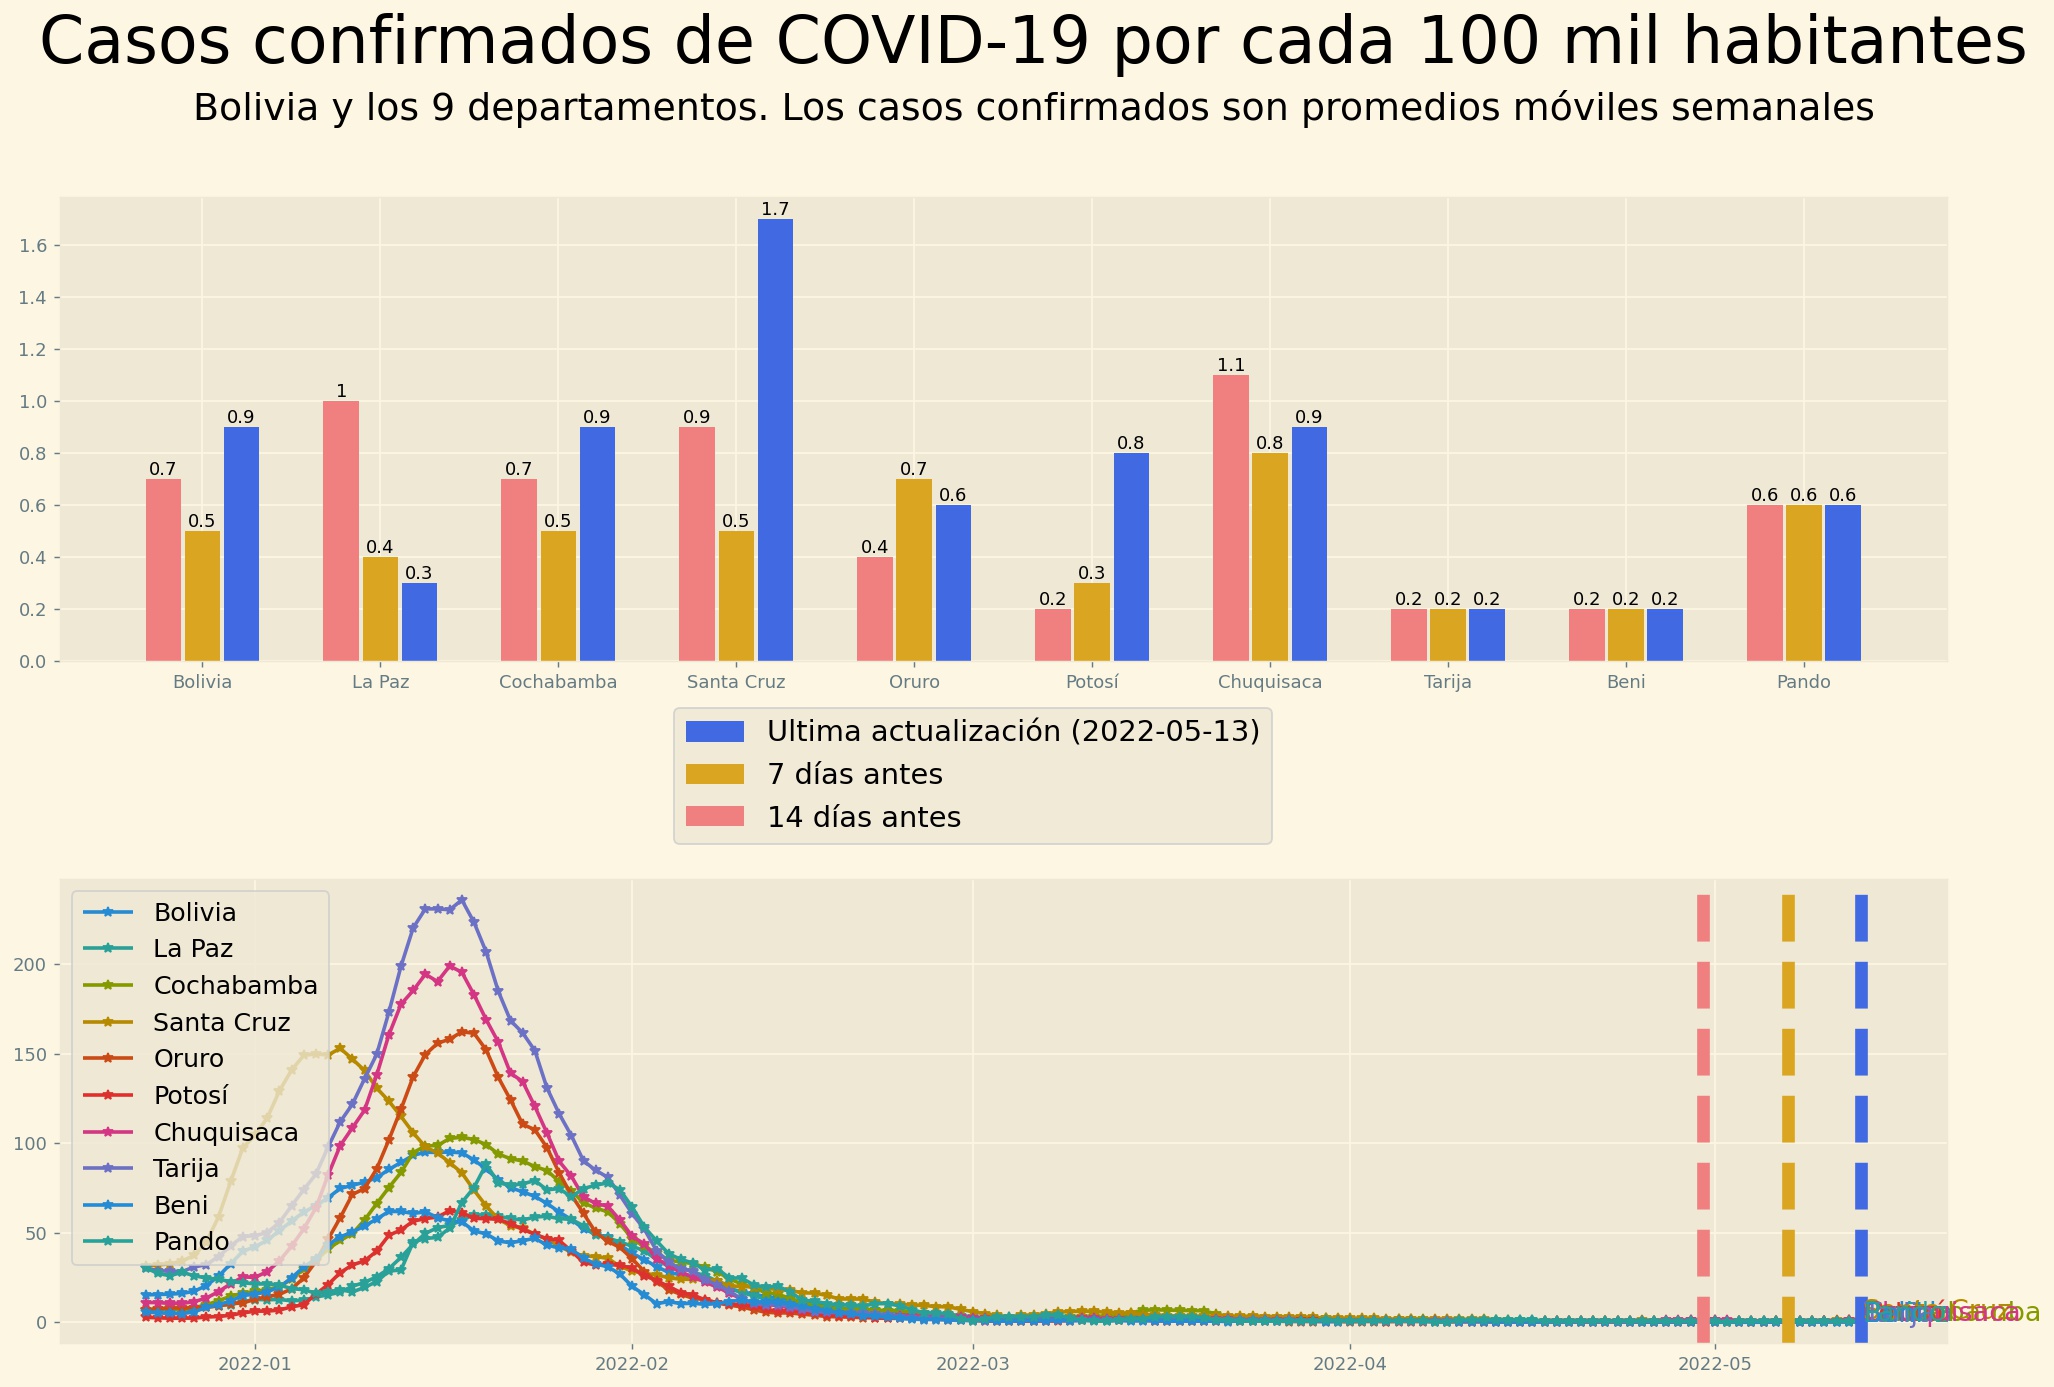 Casos confirmados de COVID-19 por cada 100 mil habitantes
Bolivia y los 9 departamentos. Los casos confirmados son promedios móviles semanales
1.6
1.4
1.2
1.0
0.8
0.6
0.4
0.2
0.0
0.7 0.5 0.9
1 0.4 0.3
0.7 0.5 0.9
0.9 0.5 1.7
0.4 0.7 0.6
0.2 0.3 0.8
1.1 0.8 0.9
0.2 0.2 0.2
0.2 0.2 0.2
0.6 0.6 0.6
Bolivia La Paz Cochabamba Santa Cruz Oruro Potosí Chuquisaca Tarija Beni Pando
Ultima actualización (2022-05-13)
7 días antes
14 días antes
200
150
100
50
0
Bolivia
La Paz
Cochabamba
Santa Cruz
Oruro
Potosí
Chuquisaca
Tarija
Beni
Pando
2022-01 2022-02 2022-03 2022-04 2022-05